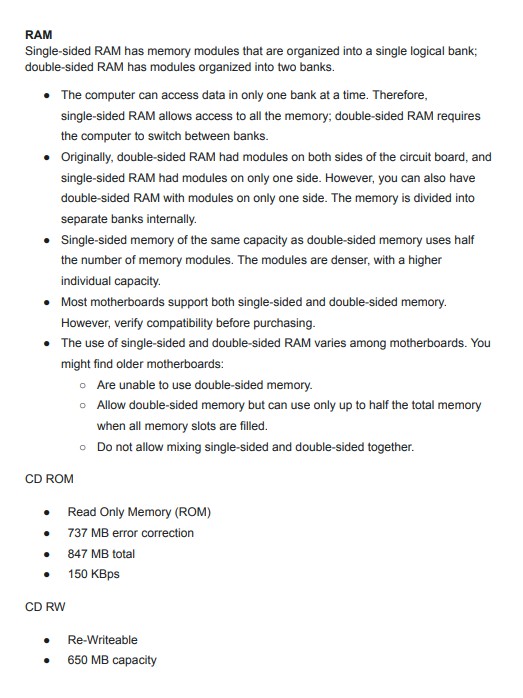 RAM
Single-sided RAM has memory modules that are organized into a single logical bank;
double-sided RAM has modules organized into two banks.
● The computer can access data in only one bank at a time. Therefore,
single-sided RAM allows access to all the memory; double-sided RAM requires
the computer to switch between banks.
● Originally, double-sided RAM had modules on both sides of the circuit board, and
single-sided RAM had modules on only one side. However, you can also have
double-sided RAM with modules on only one side. The memory is divided into
separate banks internally.
● Single-sided memory of the same capacity as double-sided memory uses half
the number of memory modules. The modules are denser, with a higher
individual capacity.
● Most motherboards support both single-sided and double-sided memory.
However, verify compatibility before purchasing.
● The use of single-sided and double-sided RAM varies among motherboards. You
might find older motherboards:
○ Are unable to use double-sided memory.
○ Allow double-sided memory but can use only up to half the total memory
when all memory slots are filled.
○ Do not allow mixing single-sided and double-sided together.
CD ROM
● Read Only Memory (ROM)
● 737 MB error correction
● 847 MB total
● 150 KBps
CD RW
● Re-Writeable
● 650 MB capacity